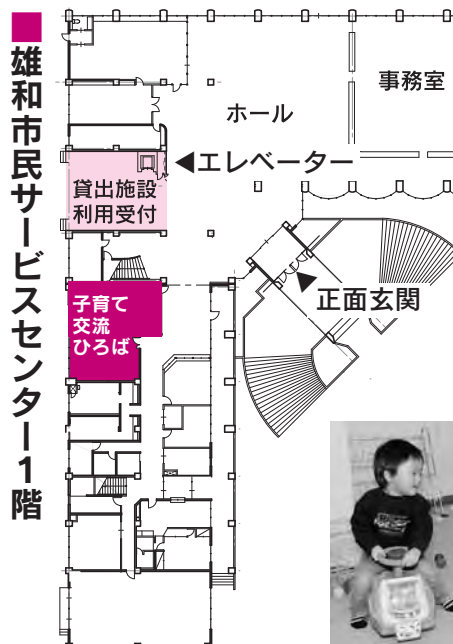 ■雄和市民サービスセンター1階
事務室
ホール
◀エレベーター
貸出施設
利用受付
正面玄関
子育て
交流
ひろば